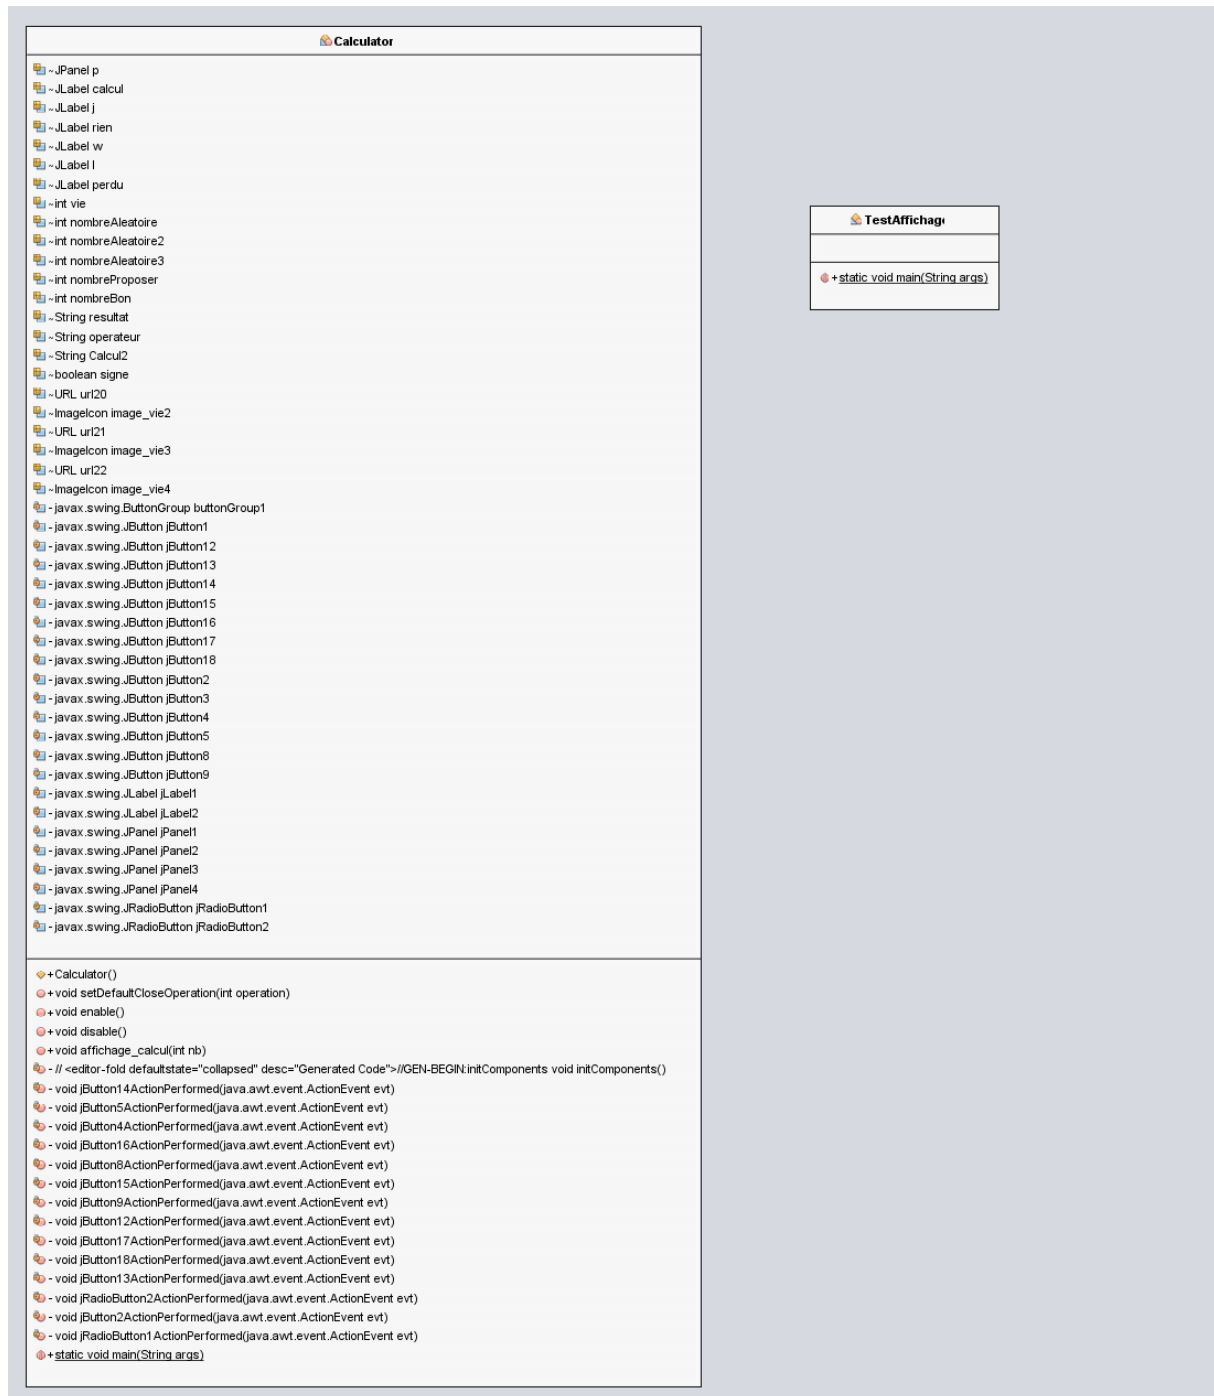 Calculator
~JPanel p
~JLabel calcul
~JLabel j
~JLabel rien
~JLabel w
~JLabel l
~JLabel perdu
~int vie
~int nombreAleatoire
~int nombreAleatoire2
~int nombreAleatoire3
~int nombreProposer
~int nombreBon
~String resultat
~String operateur
~String Calcul2
~boolean signe
~URL url20
~ImageIcon image_vie2
~URL url21
~ImageIcon image_vie3
~URL url22
~ImageIcon image_vie4
- javax.swing.ButtonGroup buttonGroup1
- javax.swing.JButton jButton1
- javax.swing.JButton jButton12
- javax.swing.JButton jButton13
- javax.swing.JButton jButton14
- javax.swing.JButton jButton15
- javax.swing.JButton jButton16
- javax.swing.JButton jButton17
- javax.swing.JButton jButton18
- javax.swing.JButton jButton2
- javax.swing.JButton jButton3
- javax.swing.JButton jButton4
- javax.swing.JButton jButton5
- javax.swing.JButton jButton8
- javax.swing.JButton jButton9
- javax.swing.JLabel jLabel1
- javax.swing.JLabel jLabel2
- javax.swing.JPanel jPanel1
- javax.swing.JPanel jPanel2
- javax.swing.JPanel jPanel3
- javax.swing.JPanel jPanel4
- javax.swing.JRadioButton jRadioButton1
- javax.swing.JRadioButton jRadioButton2
+Calculator()
+void setDefaultCloseOperation(int operation)
+void enable()
+void disable()
+void affichage_calcul(int nb)
- // <editor-fold defaultstate="collapsed" desc="Generated Code">//GEN-BEGIN:initComponents void initComponents()
- void jButton14ActionPerformed(java.awt.event.ActionEvent evt)
- void jButton5ActionPerformed(java.awt.event.ActionEvent evt)
- void jButton4ActionPerformed(java.awt.event.ActionEvent evt)
- void jButton16ActionPerformed(java.awt.event.ActionEvent evt)
- void jButton8ActionPerformed(java.awt.event.ActionEvent evt)
- void jButton15ActionPerformed(java.awt.event.ActionEvent evt)
- void jButton9ActionPerformed(java.awt.event.ActionEvent evt)
- void jButton12ActionPerformed(java.awt.event.ActionEvent evt)
- void jButton17ActionPerformed(java.awt.event.ActionEvent evt)
- void jButton18ActionPerformed(java.awt.event.ActionEvent evt)
- void jButton13ActionPerformed(java.awt.event.ActionEvent evt)
- void jRadioButton2ActionPerformed(java.awt.event.ActionEvent evt)
- void jButton2ActionPerformed(java.awt.event.ActionEvent evt)
- void jRadioButton1ActionPerformed(java.awt.event.ActionEvent evt)
+static void main(String args)
TestAffichage
+static void main(String args)